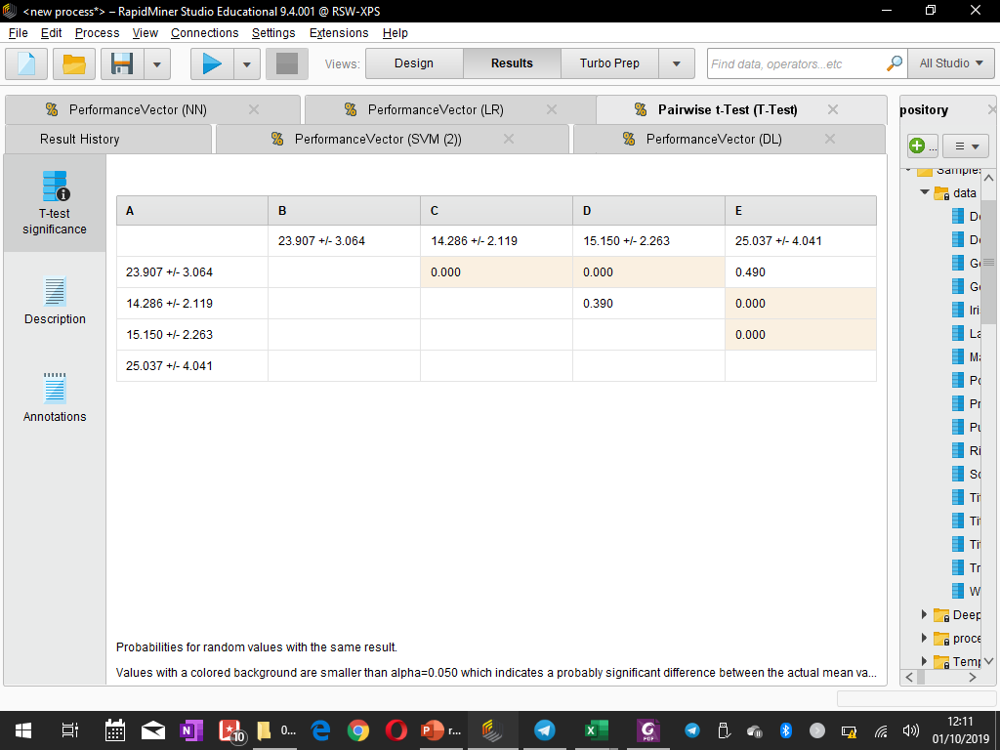 <new process*> – RapidMiner Studio Educational 9.4.001 @ RSW-XPS
File Edit Process View Connections Settings Extensions Help
Views: Design Results Turbo Prep Find data, operators...etc All Studio
PerformanceVector (NN) PerformanceVector (LR) Pairwise t-Test (T-Test) pository
Result History PerformanceVector (SVM (2)) PerformanceVector (DL)
...
T-test
significance
Description
Annotations
A B C D E
23.907 +/- 3.064 14.286 +/- 2.119 15.150 +/- 2.263 25.037 +/- 4.041
23.907 +/- 3.064 0.000 0.000 0.490
14.286 +/- 2.119 0.390 0.000
15.150 +/- 2.263 0.000
25.037 +/- 4.041
Probabilities for random values with the same result.
Values with a colored background are smaller than alpha=0.050 which indicates a probably significant difference between the actual mean va...
Samples
data
De
De
Go
Go
Iri
La
Ma
Po
Pr
Pu
Ri
So
Tit
Tit
Tit
Tr
W
Deep
proce
Temp
10 0... r...
12:11
01/10/2019